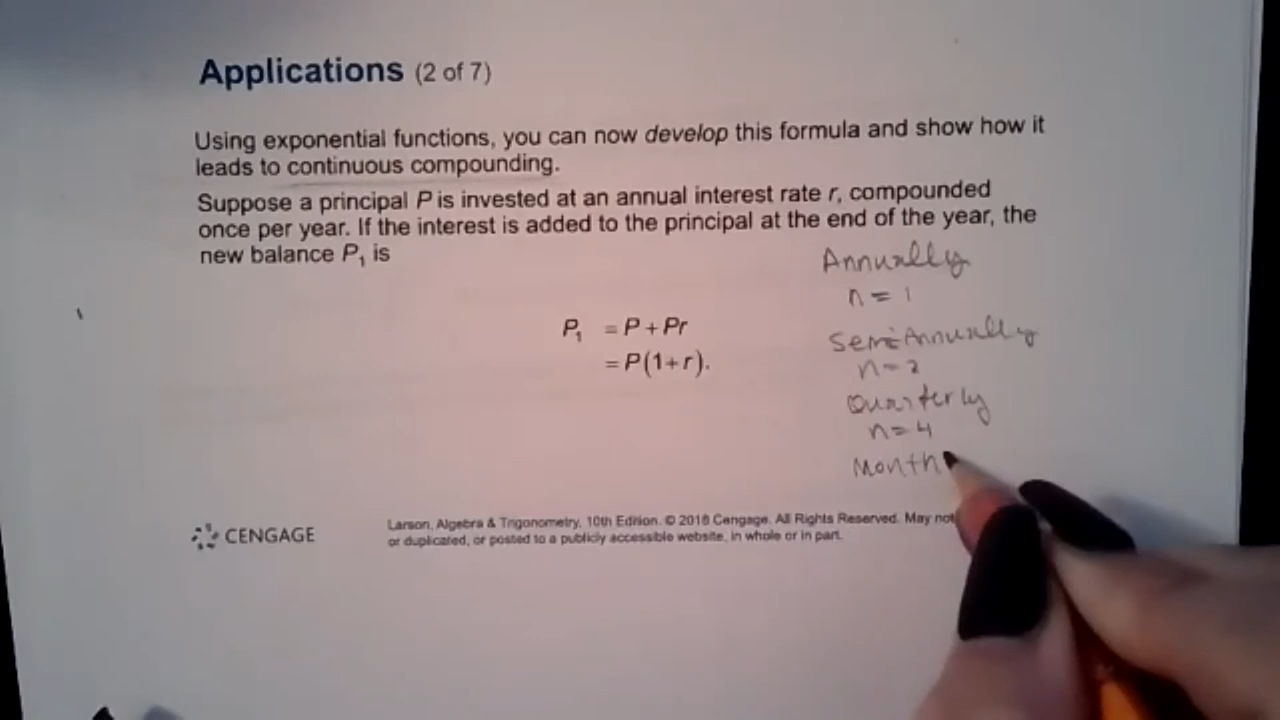 Applications (2 of 7)
Using exponential functions, you can now develop this formula and show how it
leads to continuous compounding.
Suppose a principal P is invested at an annual interest rate r, compounded
once per year. If the interest is added to the principal at the end of the year, the
new balance P₁ is
P₁ = P + Pr
= P(1+r).
Annually
n = 1
SemiAnnually
n = 2
Quarterly
n = 4
Month
CENGAGE
Larson, Algebra & Trigonometry, 10th Edition. © 2018 Cengage. All Rights Reserved. May not
or duplicated, or posted to a publicly accessible website, in whole or in part.